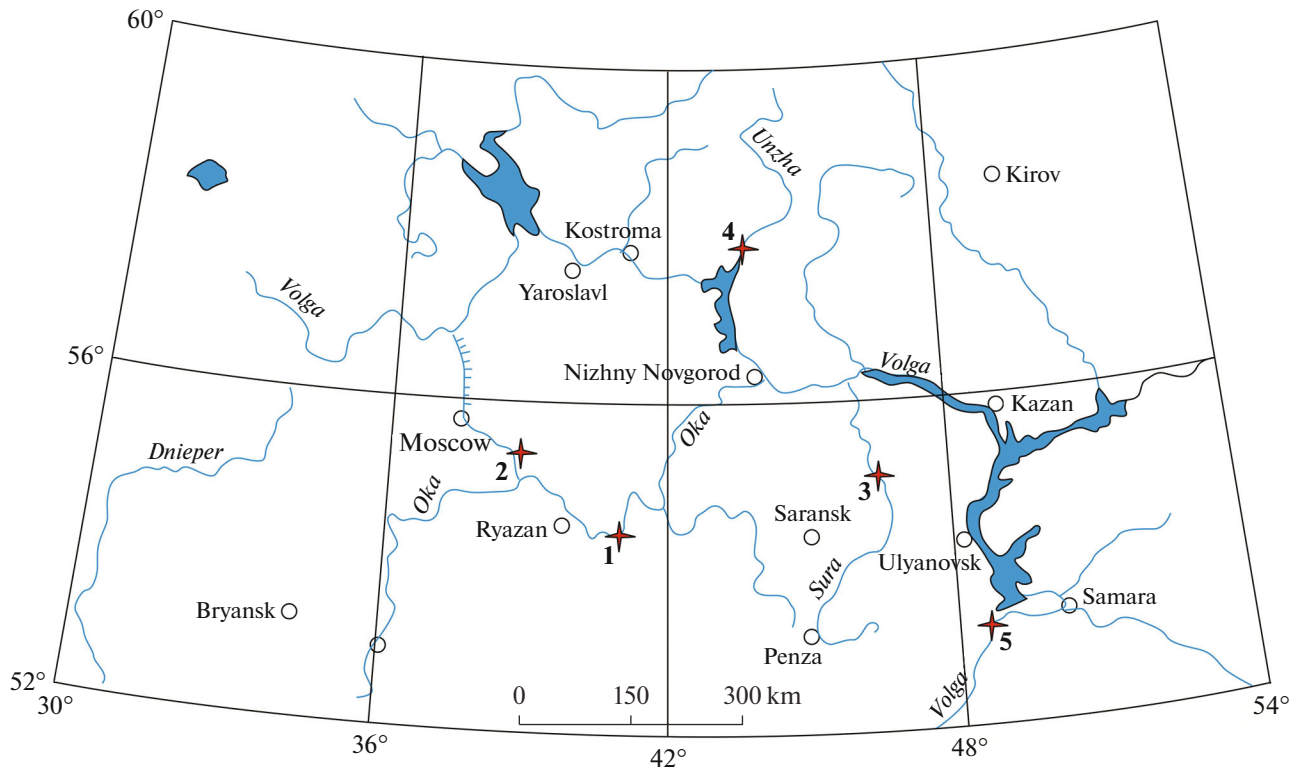 60°
Unzha
Kirov
Kostroma
4
Yaroslavl
Volga
56°
Nizhny Novgorod
Volga
Kazan
Moscow
Oka
Dnieper
2
Oka
3
Ryazan
1
Saransk
Ulyanovsk
Sura
Bryansk
Samara
5
Penza
52°
30°
0 150 300 km
Volga
54°
36°
42°
48°